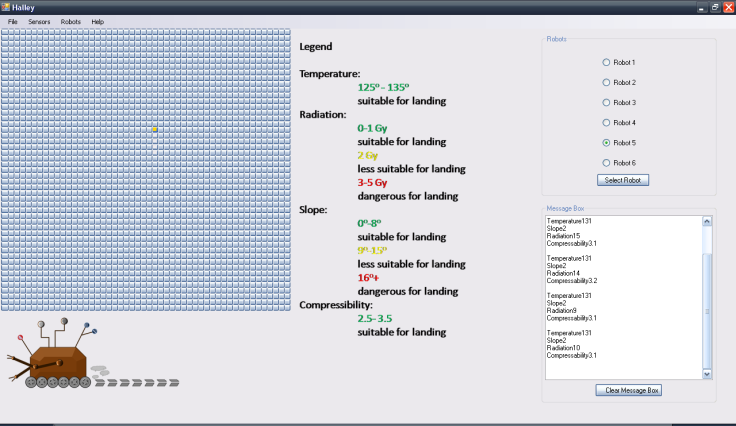 Halley
File Sensors Robots Help
Legend
Temperature:
125º - 135º
suitable for landing
Radiation:
0-1 Gy
suitable for landing
2 Gy
less suitable for landing
3-5 Gy
dangerous for landing
Slope:
0º-8º
suitable for landing
9º-15º
less suitable for landing
16º+
dangerous for landing
Compressibility:
2.5-3.5
suitable for landing
Robots
Robot 1
Robot 2
Robot 3
Robot 4
Robot 5
Robot 6
Select Robot
Message Box
Temperature131
Slope2
Radiation15
Compressability3.1
Temperature131
Slope2
Radiation14
Compressability3.2
Temperature131
Slope2
Radiation9
Compressability3.1
Temperature131
Slope2
Radiation10
Compressability3.1
Clear Message Box